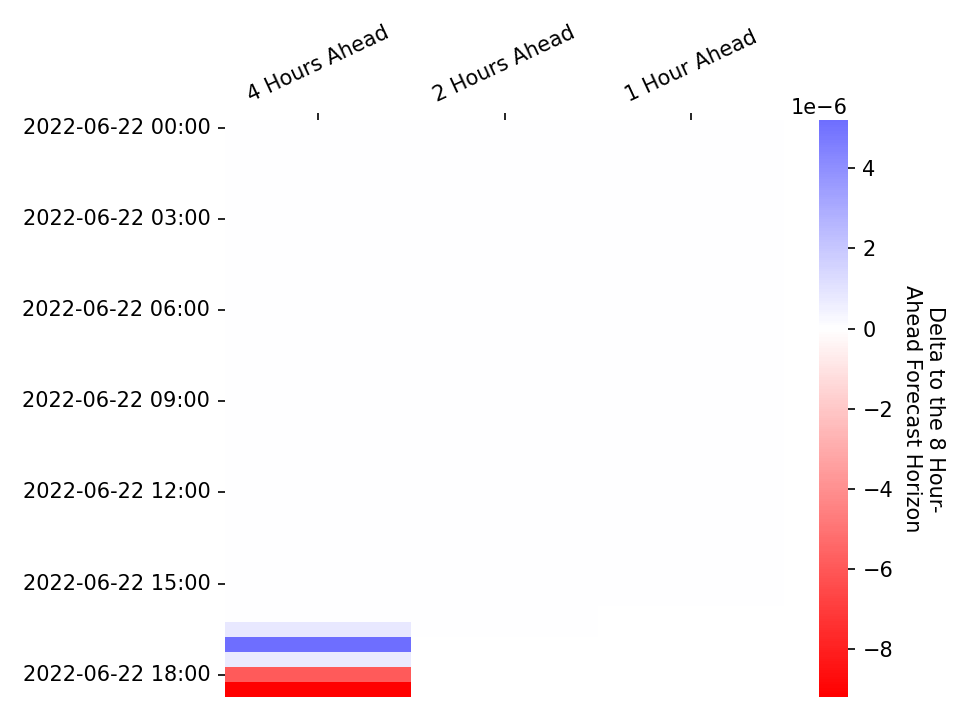 4 Hours Ahead
2 Hours Ahead
1 Hour Ahead
1e−6
2022-06-22 00:00
2022-06-22 03:00
2022-06-22 06:00
2022-06-22 09:00
2022-06-22 12:00
2022-06-22 15:00
2022-06-22 18:00
4
2
0
−2
−4
−6
−8
Delta to the 8 Hour-
Ahead Forecast Horizon